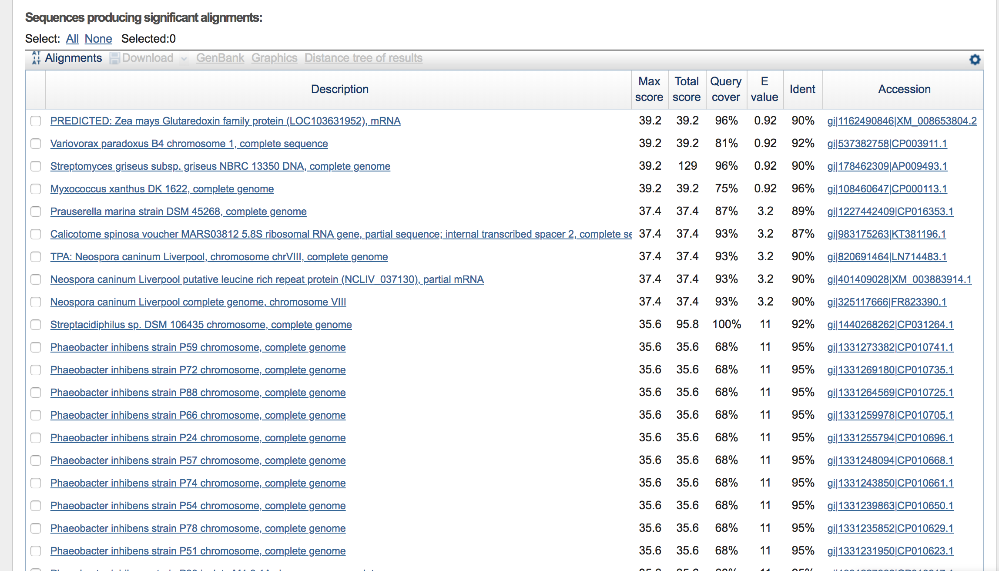 Sequences producing significant alignments:
Select: All None Selected:0
Alignments Download GenBank Graphics Distance tree of results
Description Max score Total score Query cover E value Ident Accession
PREDICTED: Zea mays Glutaredoxin family protein (LOC103631952), mRNA 39.2 39.2 96% 0.92 90% gi|1162490846|XM_008653804.2
Variovorax paradoxus B4 chromosome 1, complete sequence 39.2 39.2 81% 0.92 92% gi|537382758|CP003911.1
Streptomyces griseus subsp. griseus NBRC 13350 DNA, complete genome 39.2 129 96% 0.92 90% gi|178462309|AP009493.1
Myxococcus xanthus DK 1622, complete genome 39.2 39.2 75% 0.92 96% gi|108460647|CP000113.1
Prauserella marina strain DSM 45268, complete genome 37.4 37.4 87% 3.2 89% gi|1227442409|CP016353.1
Calicotome spinosa voucher MARS03812 5.8S ribosomal RNA gene, partial sequence; internal transcribed spacer 2, complete se 37.4 37.4 93% 3.2 87% gi|983175263|KT381196.1
TPA: Neospora caninum Liverpool, chromosome chrVIII, complete genome 37.4 37.4 93% 3.2 90% gi|820691464|LN714483.1
Neospora caninum Liverpool putative leucine rich repeat protein (NCLIV_037130), partial mRNA 37.4 37.4 93% 3.2 90% gi|401409028|XM_003883914.1
Neospora caninum Liverpool complete genome, chromosome VIII 37.4 37.4 93% 3.2 90% gi|325117666|FR823390.1
Streptacidiphilus sp. DSM 106435 chromosome, complete genome 35.6 95.8 100% 11 92% gi|1440268262|CP031264.1
Phaeobacter inhibens strain P59 chromosome, complete genome 35.6 35.6 68% 11 95% gi|1331273382|CP010741.1
Phaeobacter inhibens strain P72 chromosome, complete genome 35.6 35.6 68% 11 95% gi|1331269180|CP010735.1
Phaeobacter inhibens strain P88 chromosome, complete genome 35.6 35.6 68% 11 95% gi|1331264569|CP010725.1
Phaeobacter inhibens strain P66 chromosome, complete genome 35.6 35.6 68% 11 95% gi|1331259978|CP010705.1
Phaeobacter inhibens strain P24 chromosome, complete genome 35.6 35.6 68% 11 95% gi|1331255794|CP010696.1
Phaeobacter inhibens strain P57 chromosome, complete genome 35.6 35.6 68% 11 95% gi|1331248094|CP010668.1
Phaeobacter inhibens strain P74 chromosome, complete genome 35.6 35.6 68% 11 95% gi|1331243850|CP010661.1
Phaeobacter inhibens strain P54 chromosome, complete genome 35.6 35.6 68% 11 95% gi|1331239863|CP010650.1
Phaeobacter inhibens strain P78 chromosome, complete genome 35.6 35.6 68% 11 95% gi|1331235852|CP010629.1
Phaeobacter inhibens strain P51 chromosome, complete genome 35.6 35.6 68% 11 95% gi|1331231950|CP010623.1